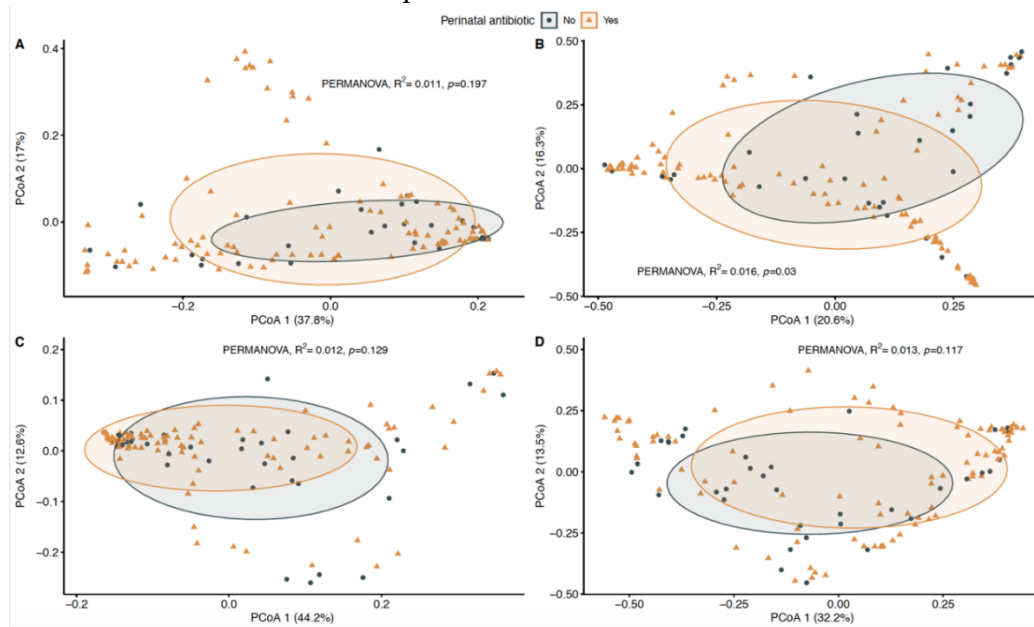 Perinatal antibiotic No Yes
A
B
PERMANOVA, R2= 0.011, p=0.197
PCoA 2 (17%)
0.4
0.2
0.0
−0.2
0.0
0.2
PCoA 1 (37.8%)
PCoA 2 (16.3%)
0.50
0.25
0.00
−0.25
−0.50
PERMANOVA, R2= 0.016, p=0.03
−0.50
−0.25
0.00
0.25
PCoA 1 (20.6%)
C
D
PERMANOVA, R2= 0.012, p=0.129
PCoA 2 (12.6%)
0.2
0.1
0.0
−0.1
−0.2
0.0
0.2
PCoA 1 (44.2%)
PERMANOVA, R2= 0.013, p=0.117
PCoA 2 (13.5%)
0.50
0.25
0.00
−0.25
−0.50
−0.50
−0.25
0.00
0.25
PCoA 1 (32.2%)